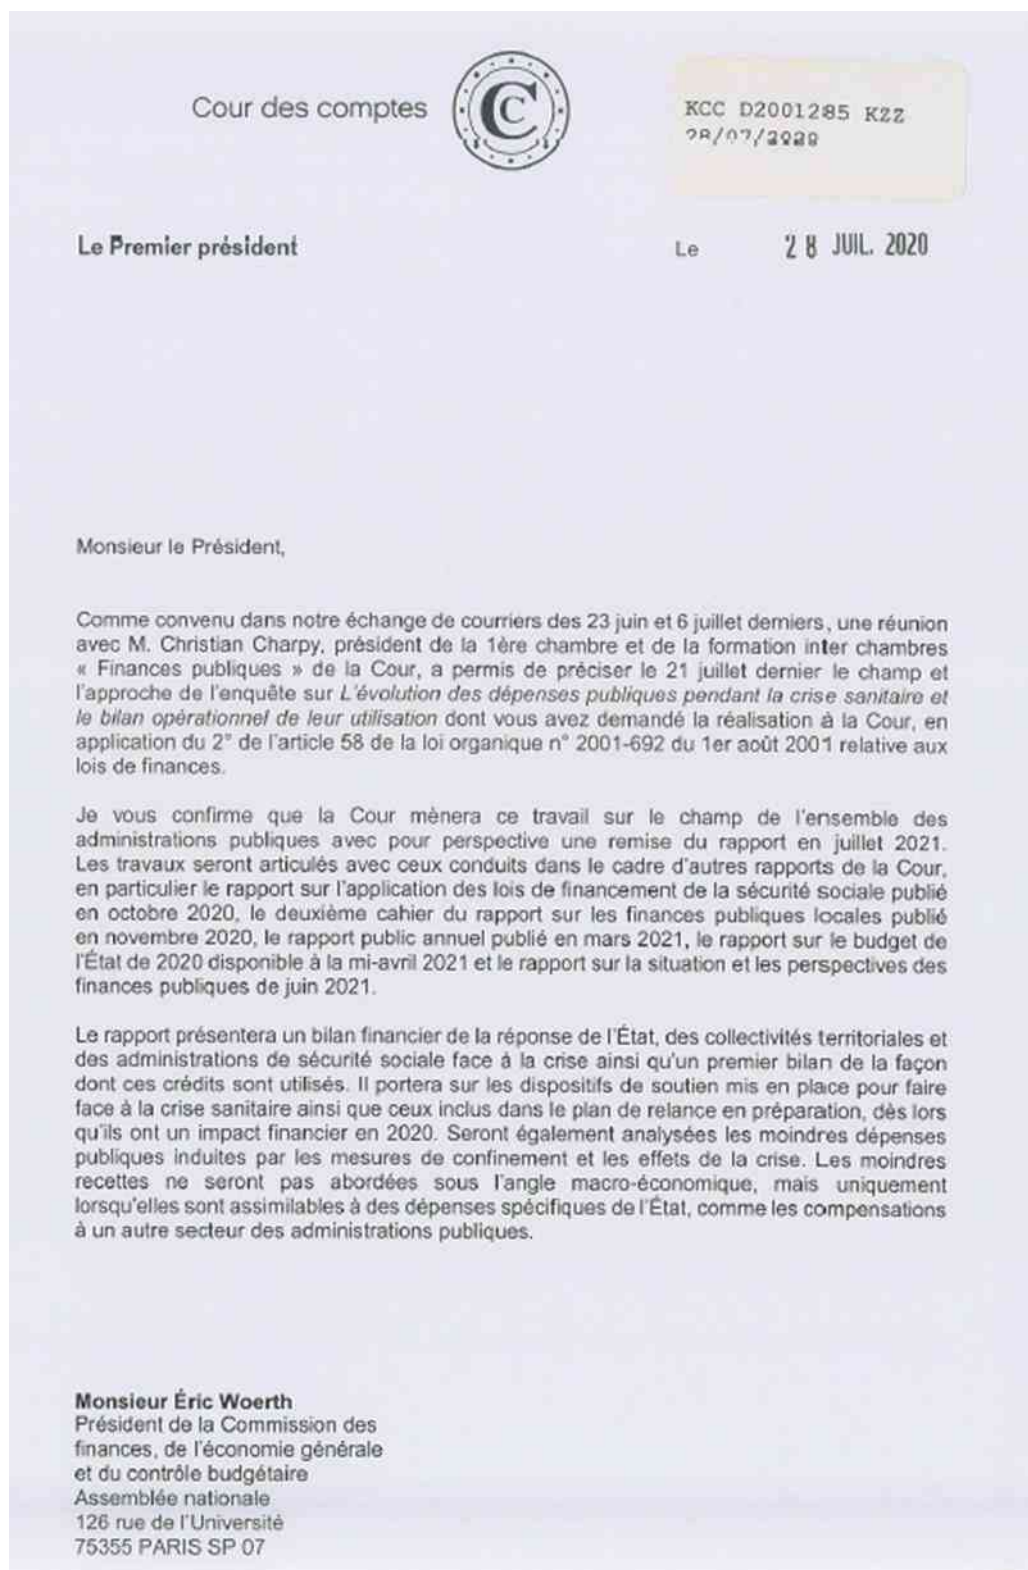 Cour des comptes
KCC D2001285 KZZ
28/07/2020
Le Premier président
Le 28 JUIL. 2020
Monsieur le Président,
Comme convenu dans notre échange de courriers des 23 juin et 6 juillet derniers, une réunion
avec M. Christian Charpy, président de la 1ère chambre et de la formation inter chambres
« Finances publiques » de la Cour, a permis de préciser le 21 juillet dernier le champ et
l'approche de l'enquête sur L'évolution des dépenses publiques pendant la crise sanitaire et
le bilan opérationnel de leur utilisation dont vous avez demandé la réalisation à la Cour, en
application du 2° de l'article 58 de la loi organique n° 2001-692 du 1er août 2001 relative aux
lois de finances.
Je vous confirme que la Cour mènera ce travail sur le champ de l'ensemble des
administrations publiques avec pour perspective une remise du rapport en juillet 2021.
Les travaux seront articulés avec ceux conduits dans le cadre d'autres rapports de la Cour,
en particulier le rapport sur l'application des lois de financement de la sécurité sociale publié
en octobre 2020, le deuxième cahier du rapport sur les finances publiques locales publié
en novembre 2020, le rapport public annuel publié en mars 2021, le rapport sur le budget de
l'État de 2020 disponible à la mi-avril 2021 et le rapport sur la situation et les perspectives des
finances publiques de juin 2021.
Le rapport présentera un bilan financier de la réponse de l'État, des collectivités territoriales et
des administrations de sécurité sociale face à la crise ainsi qu'un premier bilan de la façon
dont ces crédits sont utilisés. Il portera sur les dispositifs de soutien mis en place pour faire
face à la crise sanitaire ainsi que ceux inclus dans le plan de relance en préparation, dès lors
qu'ils ont un impact financier en 2020. Seront également analysées les moindres dépenses
publiques induites par les mesures de confinement et les effets de la crise. Les moindres
recettes ne seront pas abordées sous l'angle macro-économique, mais uniquement
lorsqu'elles sont assimilables à des dépenses spécifiques de l'État, comme les compensations
à un autre secteur des administrations publiques.
Monsieur Éric Woerth
Président de la Commission des
finances, de l'économie générale
et du contrôle budgétaire
Assemblée nationale
126 rue de l'Université
75355 PARIS SP 07